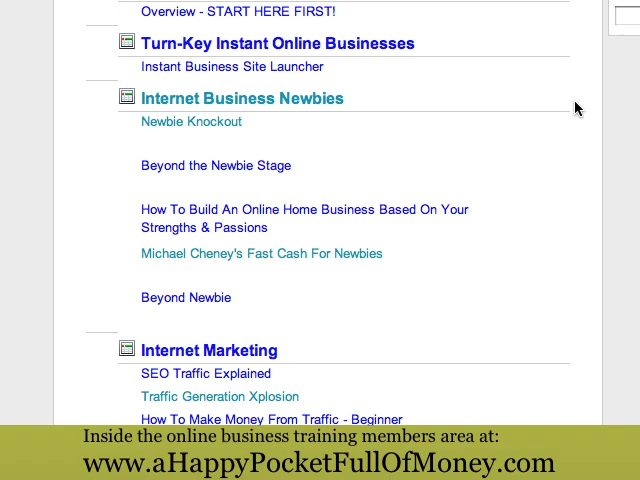 Overview - START HERE FIRST!
Turn-Key Instant Online Businesses
Instant Business Site Launcher
Internet Business Newbies
Newbie Knockout
Beyond the Newbie Stage
How To Build An Online Home Business Based On Your
Strengths & Passions
Michael Cheney's Fast Cash For Newbies
Beyond Newbie
Internet Marketing
SEO Traffic Explained
Traffic Generation Xplosion
How To Make Money From Traffic - Beginner
Inside the online business training members area at:
www.aHappyPocketFullOfMoney.com